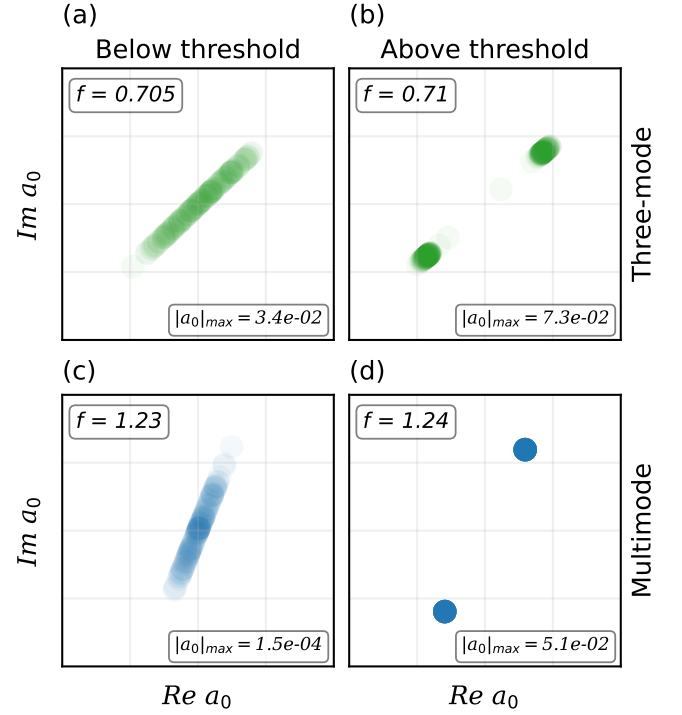 (a)
(b)
Below threshold
Above threshold
f = 0.705
f = 0.71
Im a₀
|a₀|ₘₐₓ = 3.4e-02
|a₀|ₘₐₓ = 7.3e-02
Three-mode
(c)
(d)
f = 1.23
f = 1.24
Im a₀
|a₀|ₘₐₓ = 1.5e-04
|a₀|ₘₐₓ = 5.1e-02
Multimode
Re a₀
Re a₀